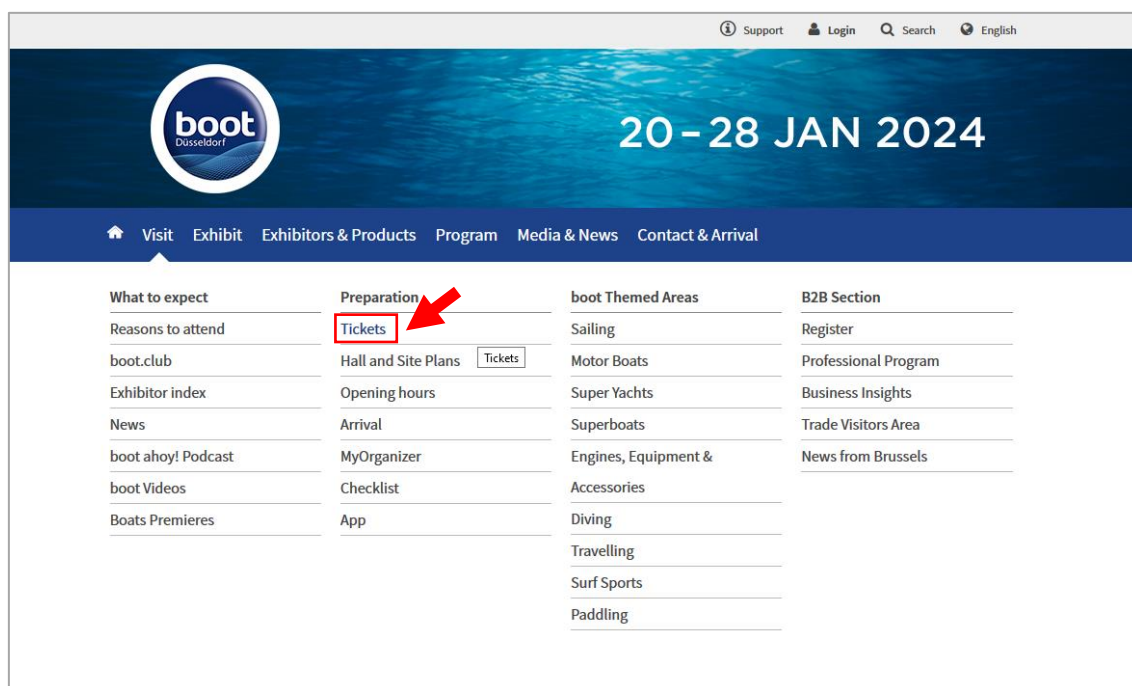 Support Login Search English
boot
Düsseldorf
20 – 28 JAN 2024
Visit Exhibit Exhibitors & Products Program Media & News Contact & Arrival
What to expect
Reasons to attend
boot.club
Exhibitor index
News
boot ahoy! Podcast
boot Videos
Boats Premieres
Preparation
Tickets
Hall and Site Plans
Tickets
Opening hours
Arrival
MyOrganizer
Checklist
App
boot Themed Areas
Sailing
Motor Boats
Super Yachts
Superboats
Engines, Equipment &
Accessories
Diving
Travelling
Surf Sports
Paddling
B2B Section
Register
Professional Program
Business Insights
Trade Visitors Area
News from Brussels